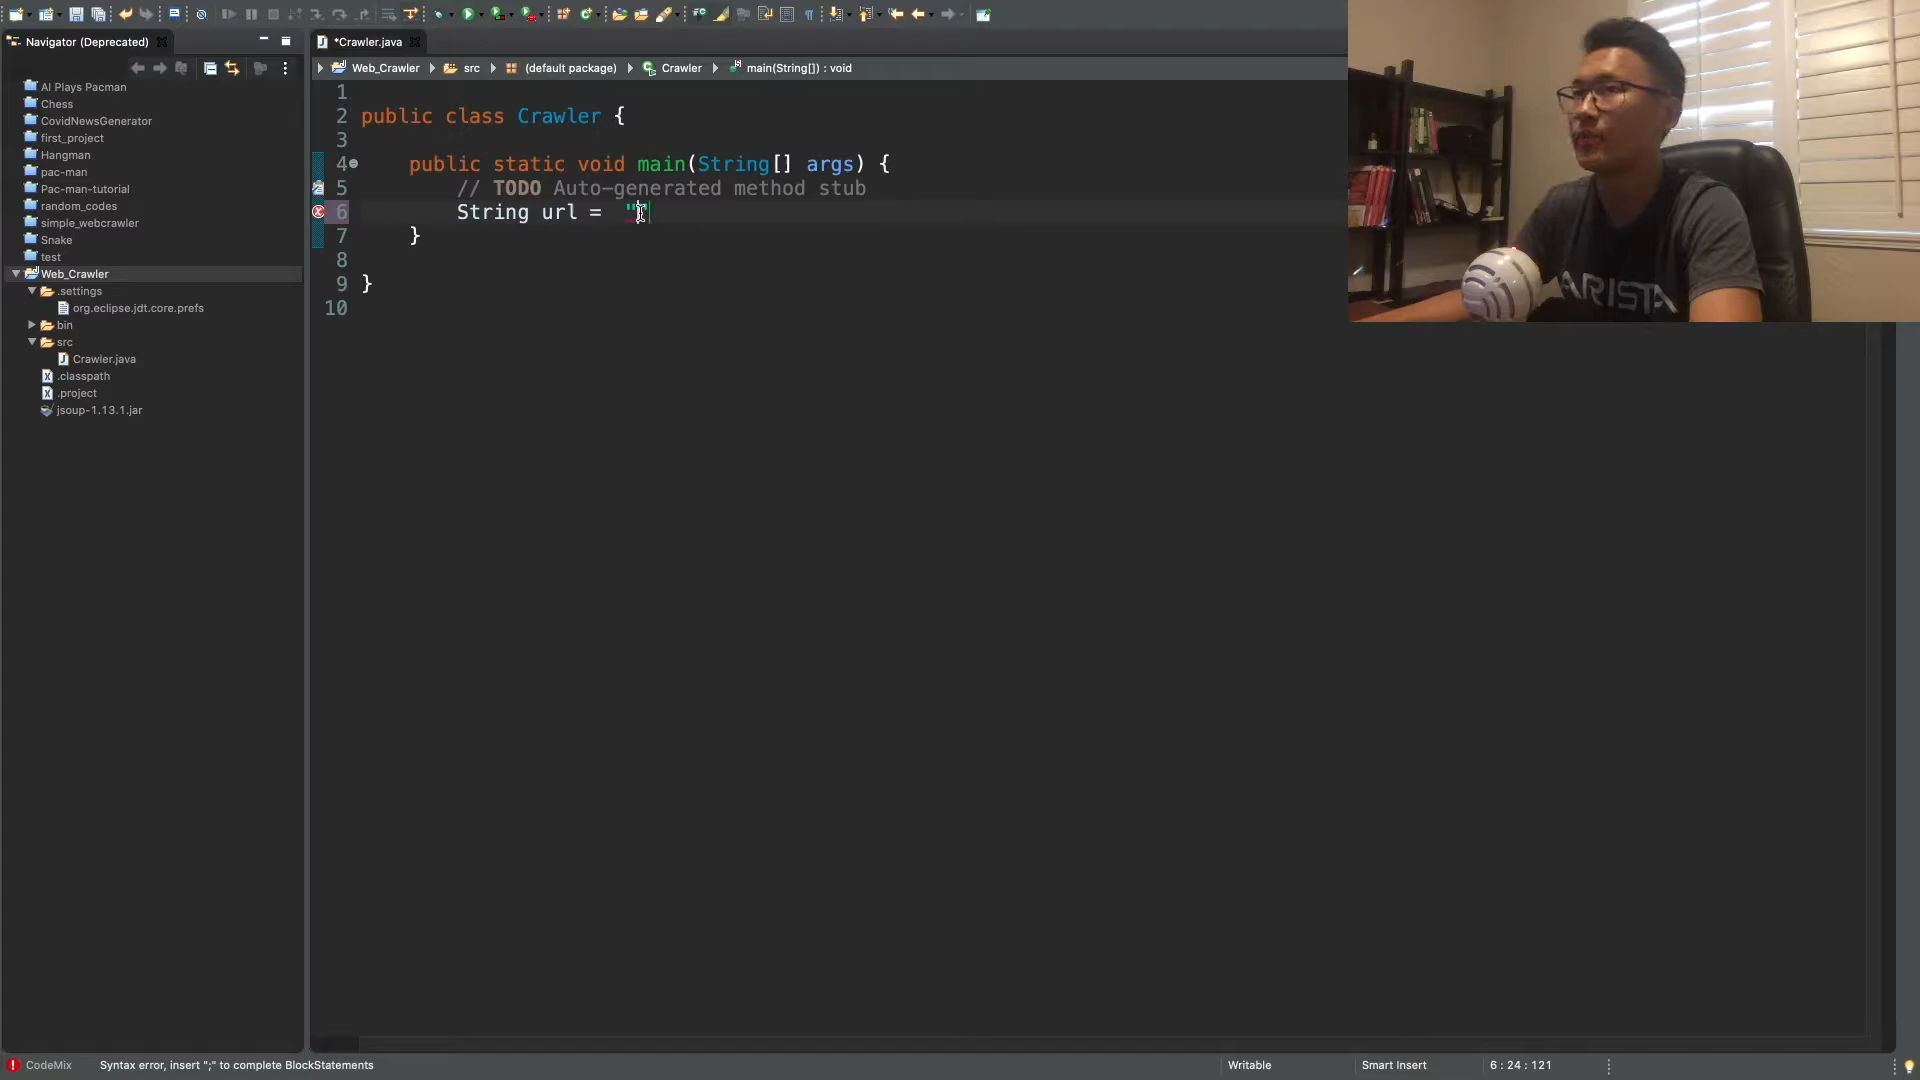 Navigator (Deprecated)
AI Plays Pacman
Chess
CovidNewsGenerator
first_project
Hangman
pac-man
Pac-man-tutorial
random_codes
simple_webcrawler
Snake
test
Web_Crawler
.settings
org.eclipse.jdt.core.prefs
bin
src
Crawler.java
.classpath
.project
jsoup-1.13.1.jar
*Crawler.java
Web_Crawler src (default package) Crawler main(String[]) : void
1
2 public class Crawler {
3
4 public static void main(String[] args) {
5 // TODO Auto-generated method stub
6 String url = ""
7 }
8
9 }
10
ARISTA
CodeMix Syntax error, insert ";" to complete BlockStatements Writable Smart Insert 6 : 24 : 121